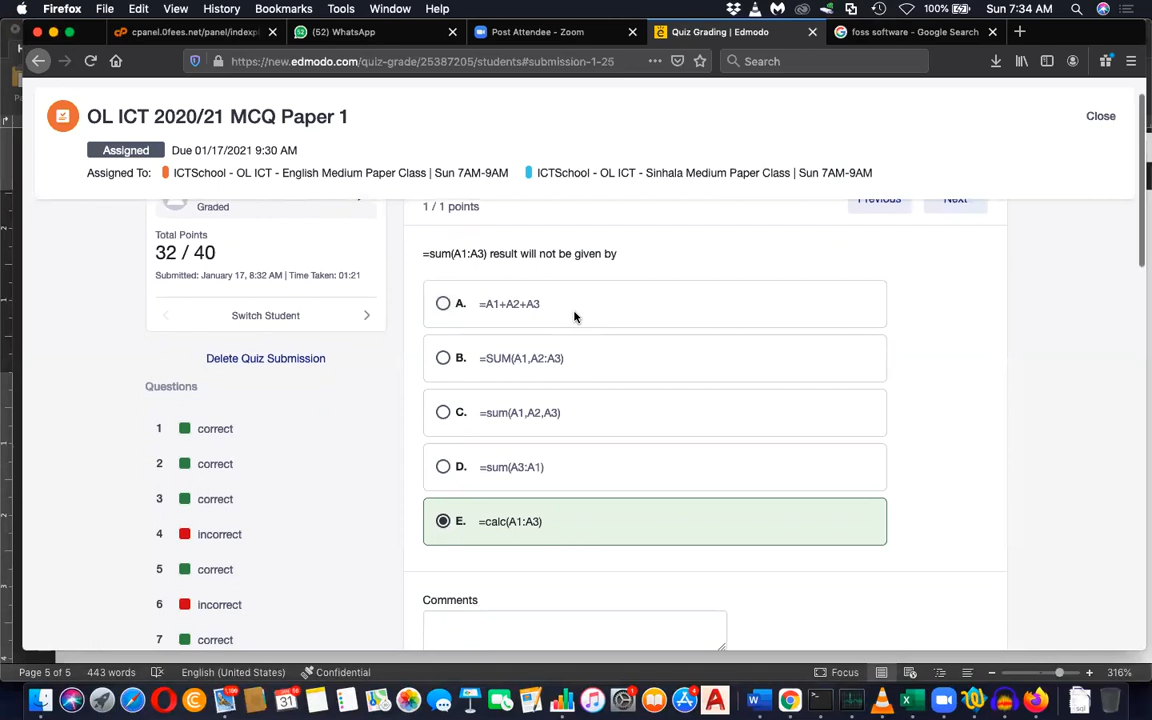 Firefox File Edit View History Bookmarks Tools Window Help 100% Sun 7:34 AM
cpanel.0fees.net/panel/indexpl (52) WhatsApp Post Attendee - Zoom Quiz Grading | Edmodo foss software - Google Search
https://new.edmodo.com/quiz-grade/25387205/students#submission-1-25 Search
OL ICT 2020/21 MCQ Paper 1
Close
Assigned Due 01/17/2021 9:30 AM
Assigned To: ICTSchool - OL ICT - English Medium Paper Class | Sun 7AM-9AM ICTSchool - OL ICT - Sinhala Medium Paper Class | Sun 7AM-9AM
Graded
1 / 1 points
Previous Next
Total Points
32 / 40
Submitted: January 17, 8:32 AM | Time Taken: 01:21
Switch Student
Delete Quiz Submission
Questions
1 correct
2 correct
3 correct
4 incorrect
5 correct
6 incorrect
7 correct
=sum(A1:A3) result will not be given by
A. =A1+A2+A3
B. =SUM(A1,A2:A3)
C. =sum(A1,A2,A3)
D. =sum(A3:A1)
E. =calc(A1:A3)
Comments
Page 5 of 5 443 words English (United States) Confidential Focus 316%